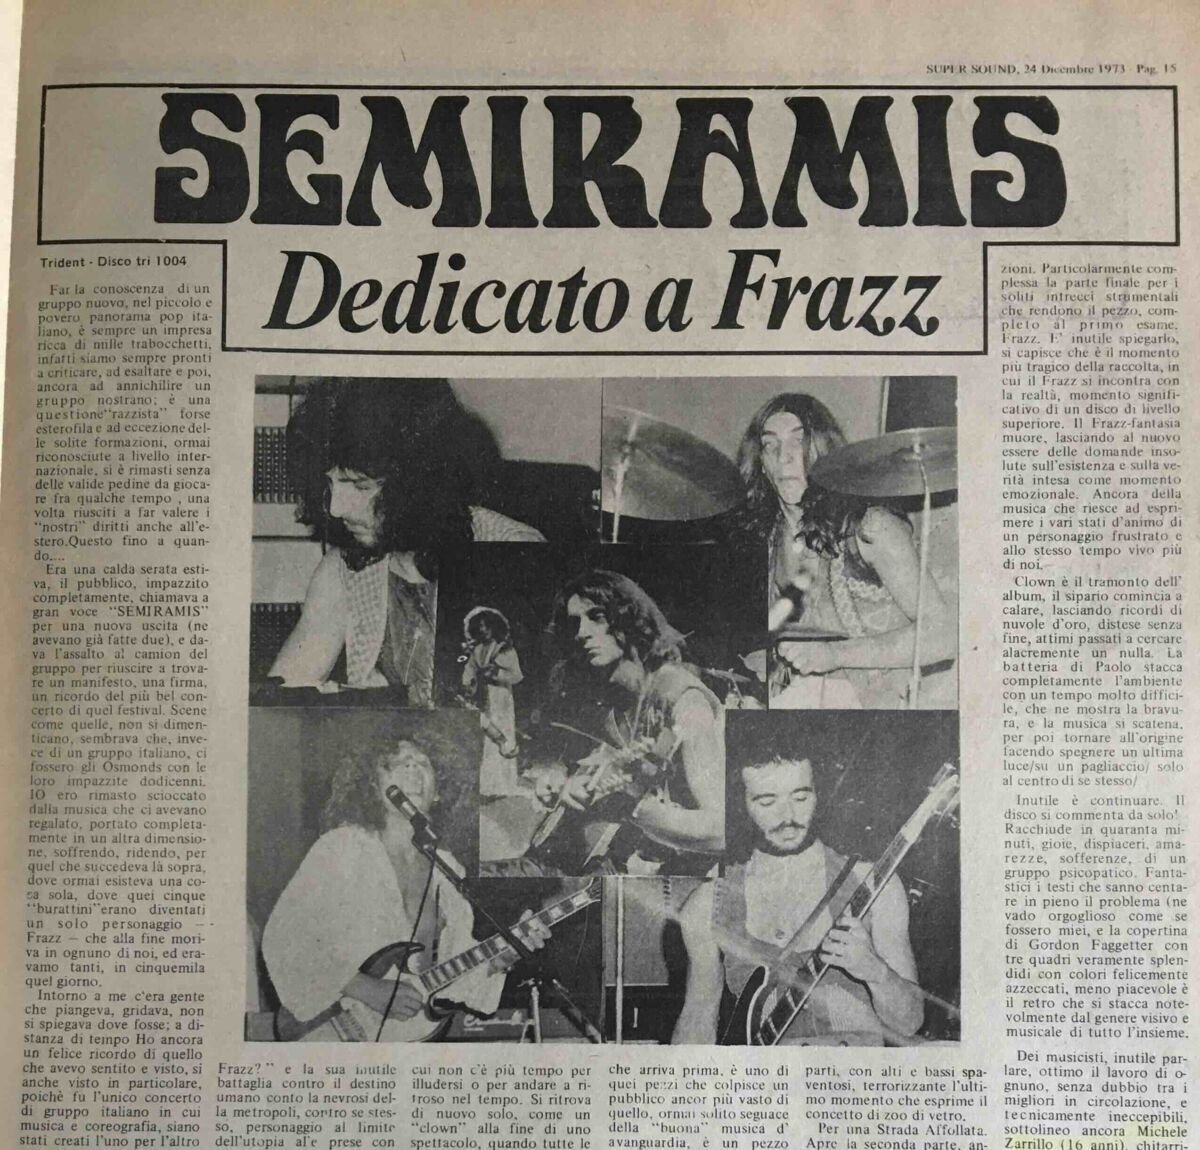 SUPER SOUND, 24 Dicembre 1973 - Pag. 15
SEMIRAMIS
Dedicato a Frazz
Trident - Disco tri 1004
Far la conoscenza di un
gruppo nuovo, nel piccolo e
povero panorama pop ita-
liano, è sempre un impresa
ricca di mille trabocchetti,
infatti siamo sempre pronti
a criticare, ad esaltare e poi,
ancora ad annichilire un
gruppo nostrano; è una
questione "razzista" forse
esterofila e ad eccezione del-
le solite formazioni, ormai
riconosciute a livello inter-
nazionale, si è rimasti senza
delle valide pedine da gioca-
re fra qualche tempo , una
volta riusciti a far valere i
"nostri" diritti anche all'e-
stero.Questo fino a quan-
do....
Era una calda serata esti-
va, il pubblico, impazzito
completamente, chiamava a
gran voce "SEMIRAMIS"
per una nuova uscita (ne
avevano già fatte due), e da-
va l'assalto al camion del
gruppo per riuscire a trova-
re un manifesto, una firma,
un ricordo del più bel con-
certo di quel festival. Scene
come quelle, non si dimen-
ticano, sembrava che, inve-
ce di un gruppo italiano, ci
fossero gli Osmonds con le
loro impazzite dodicenni.
IO ero rimasto scioccato
dalla musica che ci avevano
regalato, portato completa-
mente in un altra dimensio-
ne, soffrendo, ridendo, per
quel che succedeva là sopra,
dove ormai esisteva una co-
sa sola, dove quei cinque
"burattini"erano diventati
un solo personaggio --
Frazz — che alla fine mori-
va in ognuno di noi, ed era-
vamo tanti, in cinquemila
quel giorno.
Intorno a me c'era gente
che piangeva, gridava, non
si spiegava dove fosse; a di-
stanza di tempo Ho ancora
un felice ricordo di quello
che avevo sentito e visto, si
anche visto in particolare,
poichè fu l'unico concerto
di gruppo italiano in cui
musica e coreografia, siano
stati creati l'uno per l'altro
Frazz? " e la sua inutile
battaglia contro il destino
umano conto la nevrosi del-
la metropoli, contro se stes-
so, personaggio al limite
dell'utopia al'e prese con
cui non c'è più tempo per
illudersi o per andare a ri-
troso nel tempo. Si ritrova
di nuovo solo, come un
"clown" alla fine di uno
spettacolo, quando tutte le
che arriva prima, è uno di
quei pezzi che colpisce un
pubblico ancor più vasto di
quello, ormai solito seguace
della "buona" musica d'
avanguardia, è un pezzo
parti, con alti e bassi spa-
ventosi, terrorizzante l'ulti-
mo momento che esprime il
concetto di zoo di vetro.
Per una Strada Affollata.
Apre la seconda parte, an-
zioni. Particolarmente com-
plessa la parte finale per i
soliti intrecci strumentali
che rendono il pezzo, com-
pleto al primo esame.
Frazz. E' inutile spiegarlo,
si capisce che è il momento
più tragico della raccolta, in
cui il Frazz si incontra con
la realtà, momento signifi-
cativo di un disco di livello
superiore. Il Frazz-fantasia
muore, lasciando al nuovo
essere delle domande inso-
lute sull'esistenza e sulla ve-
rità intesa come momento
emozionale. Ancora della
musica che riesce ad espri-
mere i vari stati d'animo di
un personaggio frustrato e
allo stesso tempo vivo più
di noi.
Clown è il tramonto dell'
album, il sipario comincia a
calare, lasciando ricordi di
nuvole d'oro, distese senza
fine, attimi passati a cercare
alacremente un nulla. La
batteria di Paolo stacca
completamente l'ambiente
con un tempo molto diffici-
le, che ne mostra la bravu-
ra, e la musica si scatena,
per poi tornare all'origine
facendo spegnere un ultima
luce/su un pagliaccio/ solo
al centro di se stesso/
Inutile è continuare. Il
disco si commenta da solo!
Racchiude in quaranta mi-
nuti, gioie, dispiaceri, ama-
rezze, sofferenze, di un
gruppo psicopatico. Fanta-
stici i testi che sanno centa-
re in pieno il problema (ne
vado orgoglioso come se
fossero miei, e la copertina
di Gordon Faggetter con
tre quadri veramente splen-
didi con colori felicemente
azzeccati, meno piacevole è
il retro che si stacca note-
volmente dal genere visivo e
musicale di tutto l'insieme.
Dei musicisti, inutile par-
lare, ottimo il lavoro di o-
gnuno, senza dubbio tra i
migliori in circolazione, e
tecnicamente ineccepibili,
sottolineo ancora Michele
Zarrillo (16 anni), chitarri-